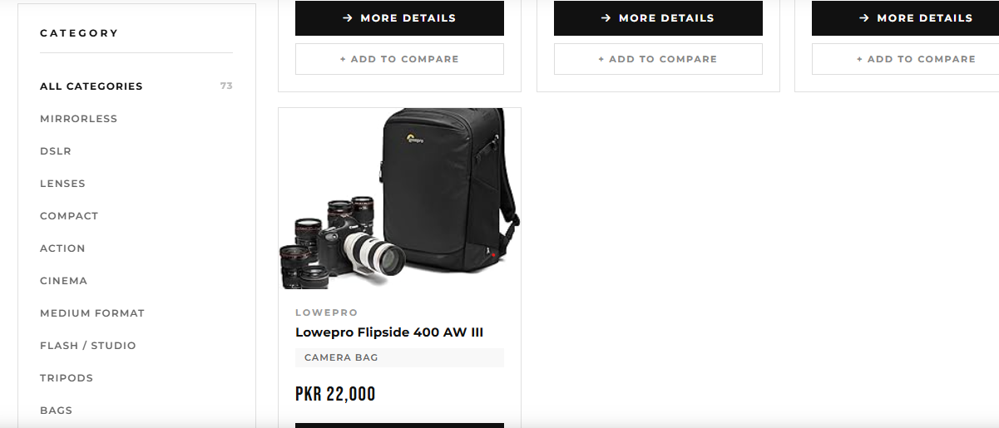 CATEGORY
ALL CATEGORIES 73
MIRRORLESS
DSLR
LENSES
COMPACT
ACTION
CINEMA
MEDIUM FORMAT
FLASH / STUDIO
TRIPODS
BAGS
→ MORE DETAILS
+ ADD TO COMPARE
→ MORE DETAILS
+ ADD TO COMPARE
→ MORE DETAILS
+ ADD TO COMPARE
Lowepro
LOWEPRO
Lowepro Flipside 400 AW III
CAMERA BAG
PKR 22,000